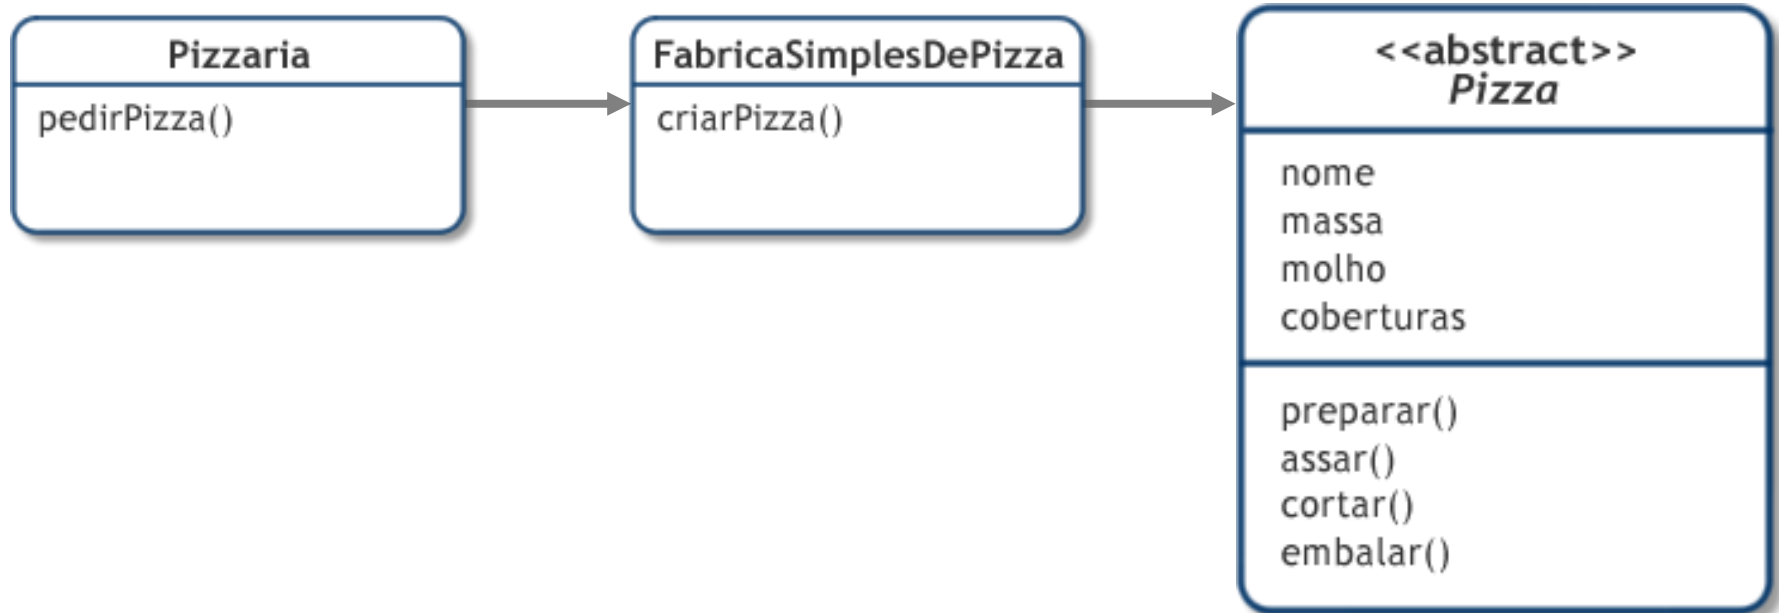 Pizzaria
pedirPizza()
FabricaSimplesDePizza
criarPizza()
<<abstract>>
Pizza
nome
massa
molho
coberturas
preparar()
assar()
cortar()
embalar()